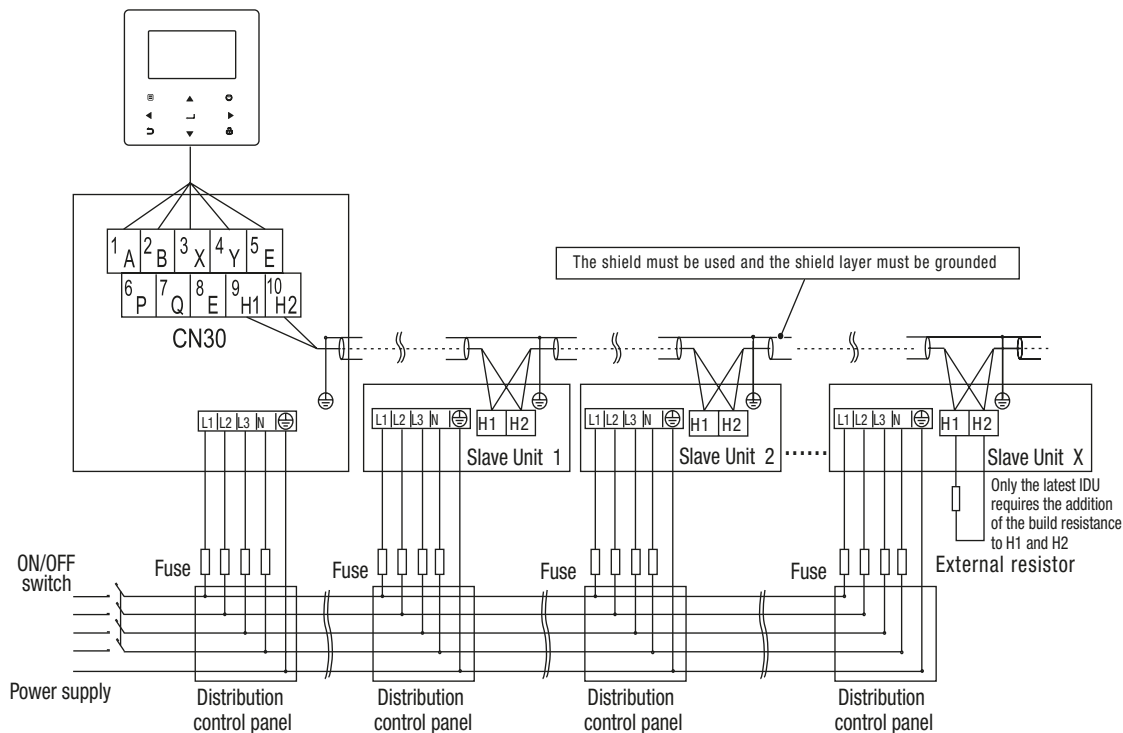 1 A 2 B 3 X 4 Y 5 E
6 P 7 Q 8 E 9 H1 10 H2
CN30
The shield must be used and the shield layer must be grounded
L1 L2 L3 N
L1 L2 L3 N
H1 H2
Slave Unit 1
L1 L2 L3 N
H1 H2
Slave Unit 2
......
L1 L2 L3 N
H1 H2
Slave Unit X
Only the latest IDU
requires the addition
of the build resistance
to H1 and H2
External resistor
ON/OFF
switch
Fuse
Fuse
Fuse
Fuse
Power supply
Distribution
control panel
Distribution
control panel
Distribution
control panel
Distribution
control panel